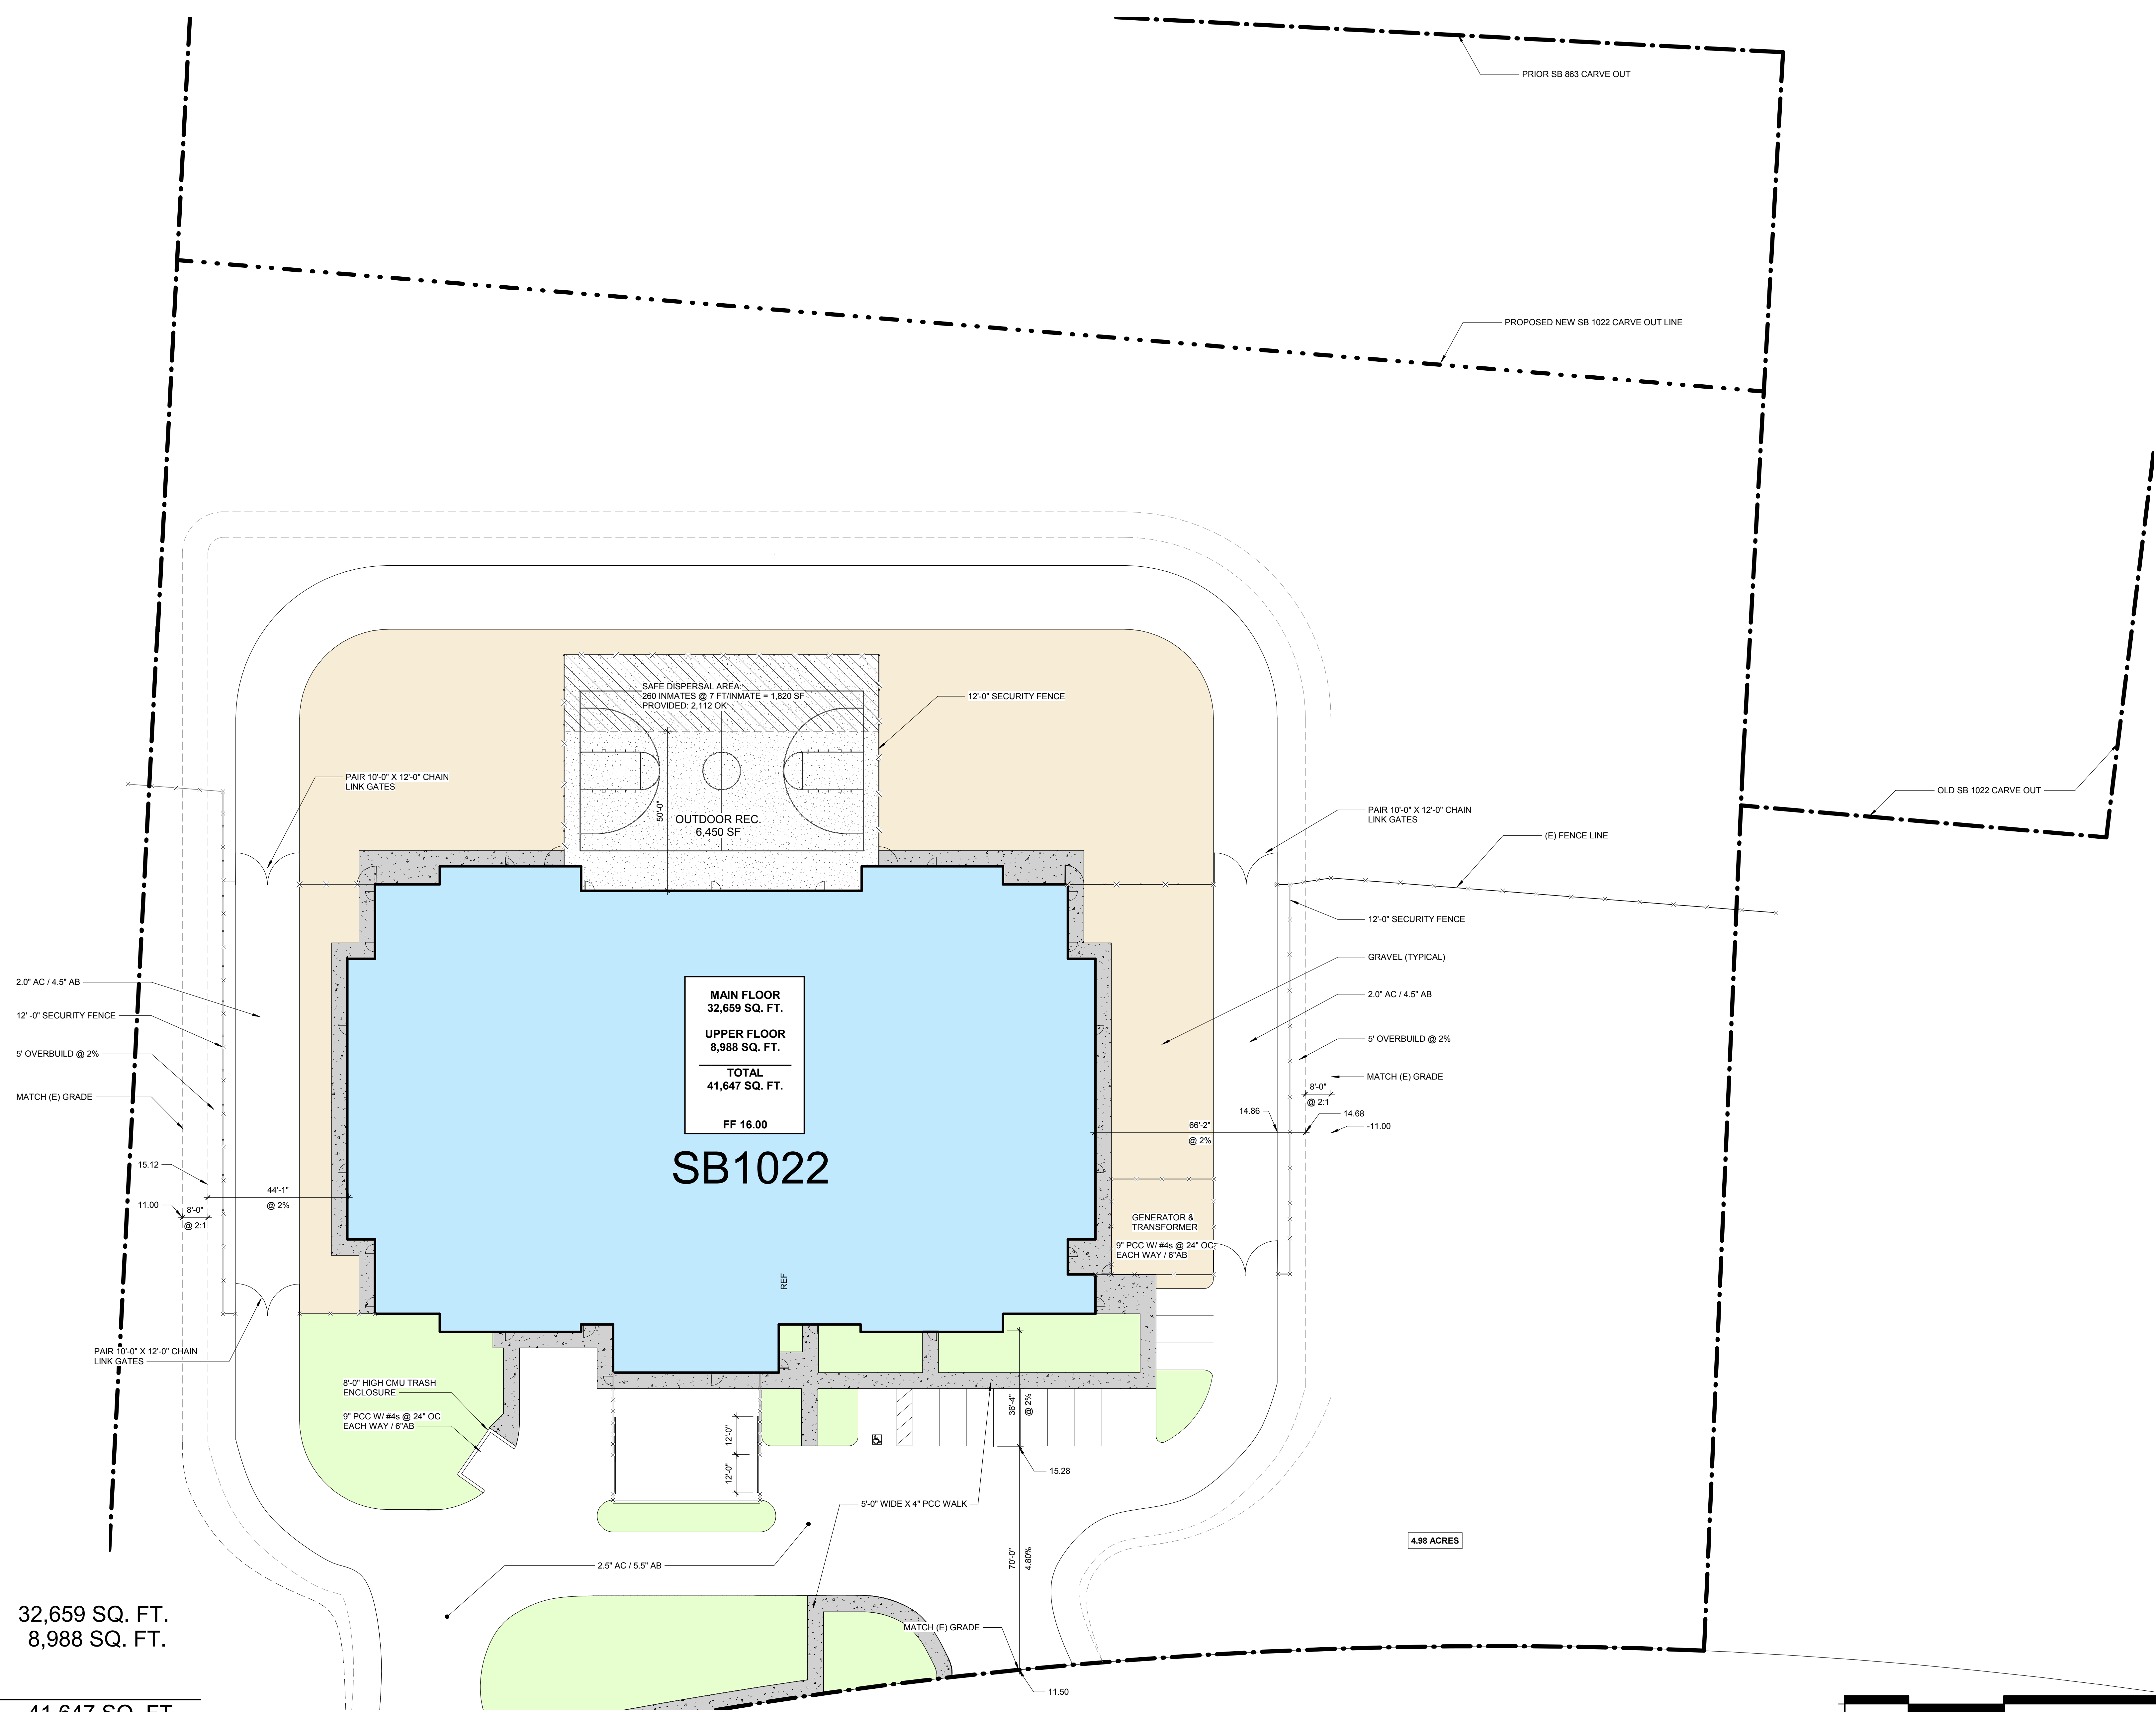 PRIOR SB 863 CARVE OUT
PROPOSED NEW SB 1022 CARVE OUT LINE
SAFE DISPERSAL AREA:
260 INMATES @ 7 FT/INMATE = 1,820 SF
PROVIDED: 2,112 OK
12'-0" SECURITY FENCE
PAIR 10'-0" X 12'-0" CHAIN
LINK GATES
50'-0"
OUTDOOR REC.
6,450 SF
OLD SB 1022 CARVE OUT
PAIR 10'-0" X 12'-0" CHAIN
LINK GATES
(E) FENCE LINE
12'-0" SECURITY FENCE
GRAVEL (TYPICAL)
2.0" AC / 4.5" AB
5' OVERBUILD @ 2%
MATCH (E) GRADE
8'-0"
@ 2:1
14.86
14.68
-11.00
66'-2"
@ 2%
2.0" AC / 4.5" AB
12' -0" SECURITY FENCE
5' OVERBUILD @ 2%
MATCH (E) GRADE
15.12
11.00
8'-0"
@ 2:1
44'-1"
@ 2%
MAIN FLOOR
32,659 SQ. FT.
UPPER FLOOR
8,988 SQ. FT.
TOTAL
41,647 SQ. FT.
FF 16.00
SB1022
GENERATOR &
TRANSFORMER
9" PCC W/ #4s @ 24" OC
EACH WAY / 6"AB
REF
PAIR 10'-0" X 12'-0" CHAIN
LINK GATES
8'-0" HIGH CMU TRASH
ENCLOSURE
9" PCC W/ #4s @ 24" OC
EACH WAY / 6"AB
12'-0"
12'-0"
36'-4"
@ 2%
15.28
5'-0" WIDE X 4" PCC WALK
2.5" AC / 5.5" AB
70'-0"
4.80%
4.98 ACRES
MATCH (E) GRADE
11.50
32,659 SQ. FT.
8,988 SQ. FT.
41,647 SQ. FT.